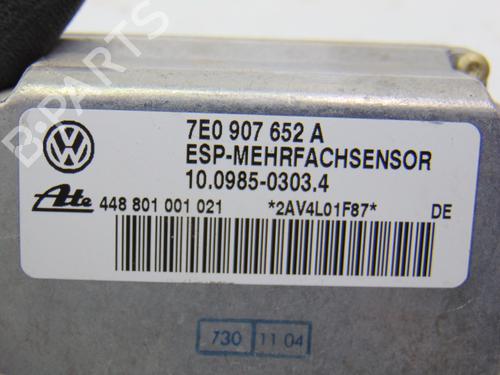 B-PARTS
7E0 907 652 A
ESP-MEHRFACHSENSOR
10.0985-0303.4
Ate 448 801 001 021 *2AV4L01F87* DE
730 11 04